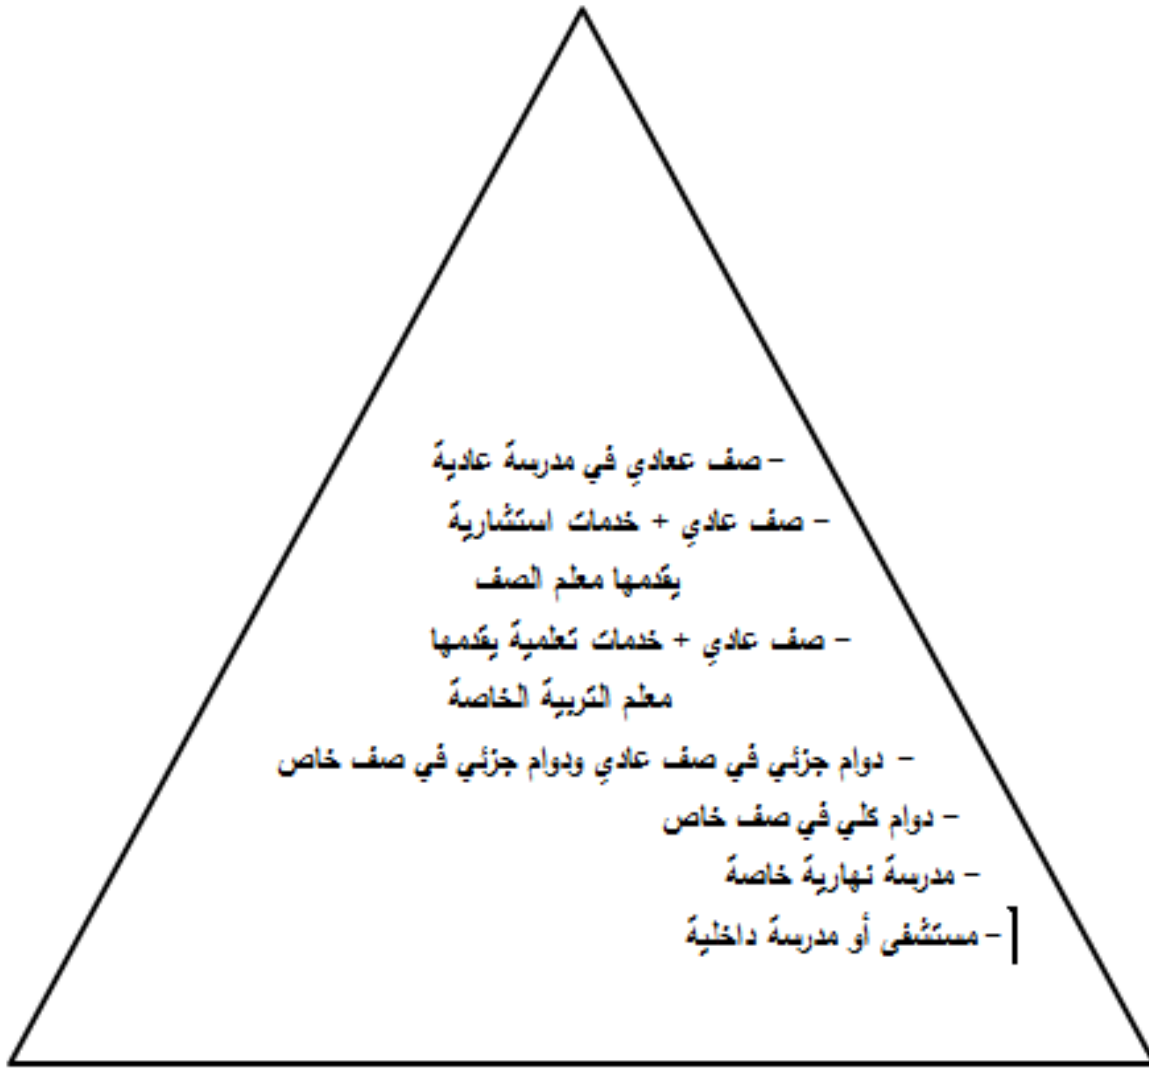 - صف ععادي في مدرسة عادية
- صف عادي + خدمات استشارية
يقدمها معلم الصف
- صف عادي + خدمات تعلمية يقدمها
معلم التربية الخاصة
- دوام جزئي في صف عادي ودوام جزئي في صف خاص
- دوام كلي في صف خاص
- مدرسة نهارية خاصة
- مستشفى أو مدرسة داخلية